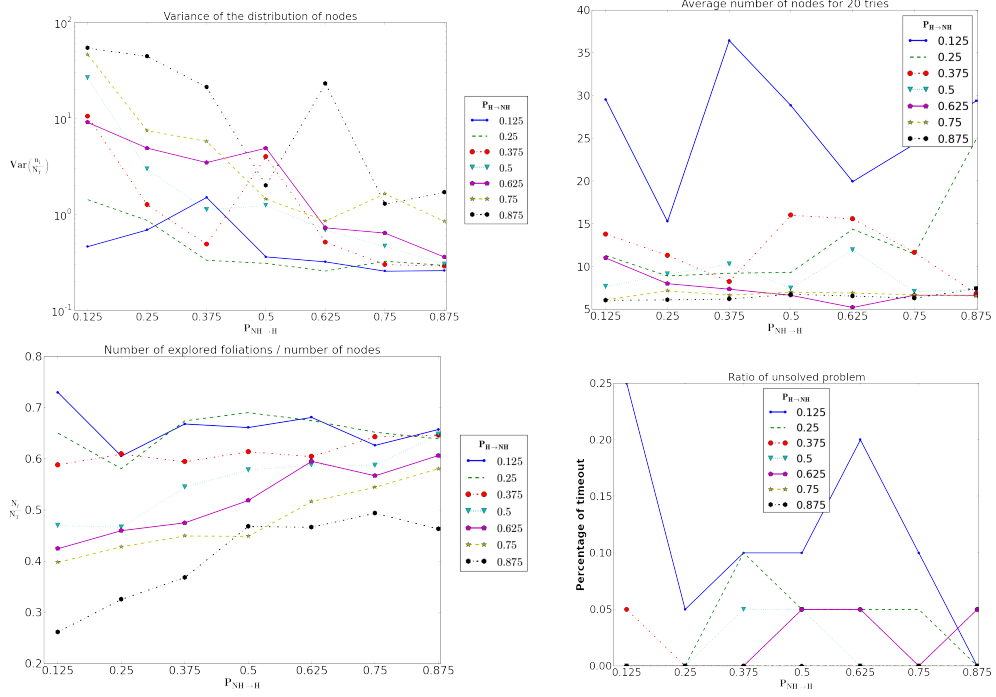 Variance of the distribution of nodes
10^2
10^1
10^0
10^-1
Var(n_i/N_T)
0.125 0.25 0.375 0.5 0.625 0.75 0.875
P_NH→H
P_H→NH
0.125
0.25
0.375
0.5
0.625
0.75
0.875
Average number of nodes for 20 tries
40
35
30
25
20
15
10
5
0.125 0.25 0.375 0.5 0.625 0.75 0.875
P_NH→H
P_H→NH
0.125
0.25
0.375
0.5
0.625
0.75
0.875
Number of explored foliations / number of nodes
0.8
0.7
0.6
0.5
0.4
0.3
0.2
0.125 0.25 0.375 0.5 0.625 0.75 0.875
P_NH→H
P_H→NH
0.125
0.25
0.375
0.5
0.625
0.75
0.875
Ratio of unsolved problem
0.25
0.20
0.15
0.10
0.05
0.00
Percentage of timeout
0.125 0.25 0.375 0.5 0.625 0.75 0.875
P_NH→H
P_H→NH
0.125
0.25
0.375
0.5
0.625
0.75
0.875